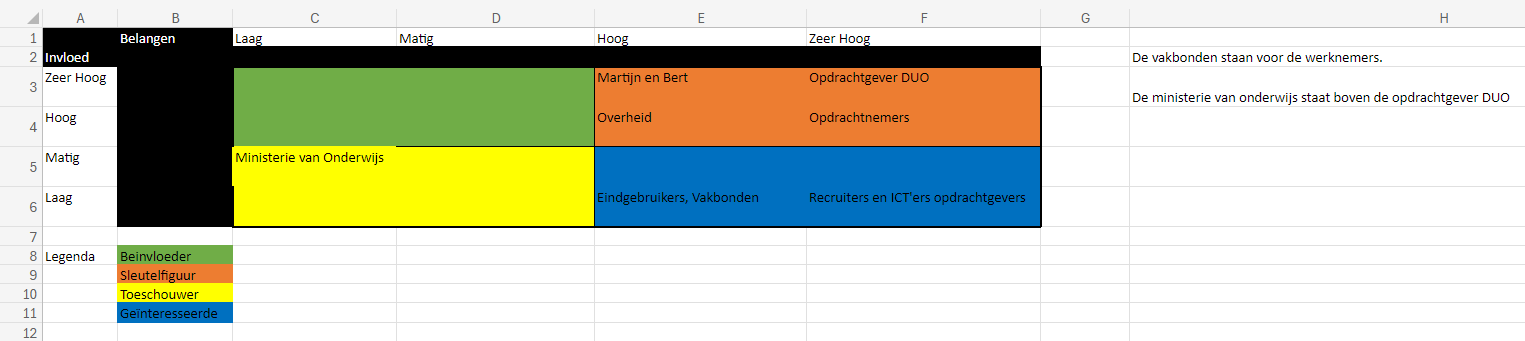 A B C D E F G H
1 Belangen Laag Matig Hoog Zeer Hoog
2 Invloed De vakbonden staan voor de werknemers.
3 Zeer Hoog Martijn en Bert Opdrachtgever DUO
De ministerie van onderwijs staat boven de opdrachtgever DUO
4 Hoog Overheid Opdrachtnemers
5 Matig Ministerie van Onderwijs
6 Laag Eindgebruikers, Vakbonden Recruiters en ICT'ers opdrachtgevers
7
8 Legenda Beinvloeder
9 Sleutelfiguur
10 Toeschouwer
11 Geïnteresseerde
12